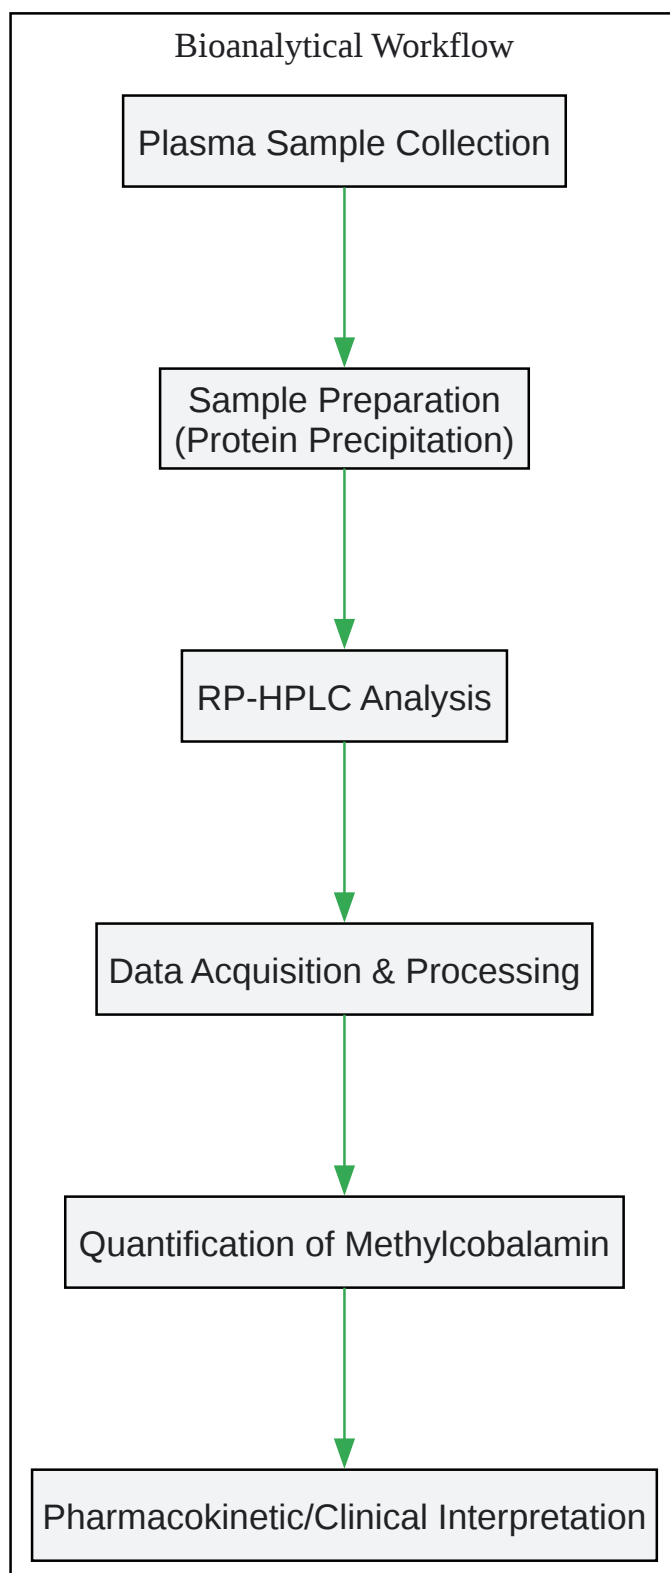 Bioanalytical Workflow
Plasma Sample Collection
Sample Preparation
(Protein Precipitation)
RP-HPLC Analysis
Data Acquisition & Processing
Quantification of Methylcobalamin
Pharmacokinetic/Clinical Interpretation